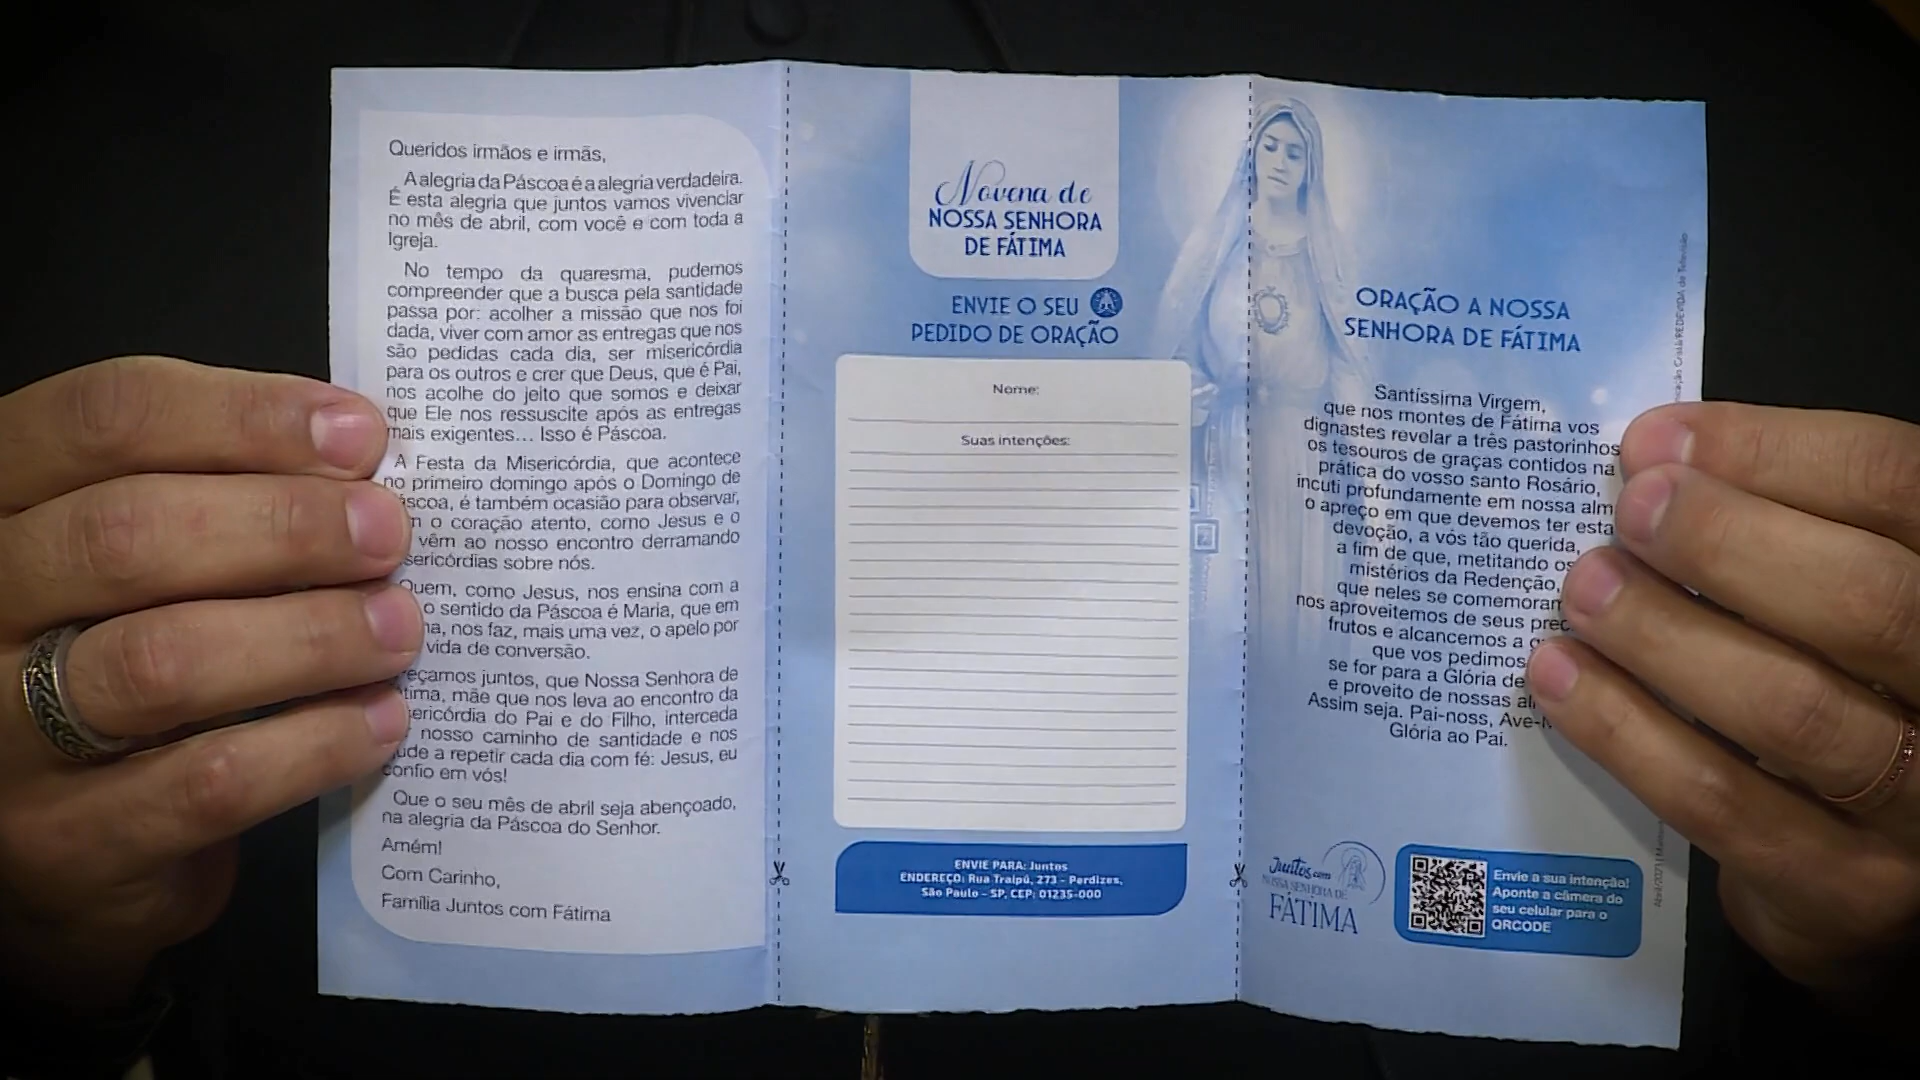 Queridos irmãos e irmãs,
A alegria da Páscoa é a alegria verdadeira.
É esta alegria que juntos vamos vivenciar
no mês de abril, com você e com toda a
Igreja.
No tempo da quaresma, pudemos
compreender que a busca pela santidade
passa por: acolher a missão que nos foi
dada, viver com amor as entregas que nos
são pedidas cada dia, ser misericórdia
para os outros e crer que Deus, que é Pai,
nos acolhe do jeito que somos e deixar
que Ele nos ressuscite após as entregas
mais exigentes... Isso é Páscoa.
A Festa da Misericórdia, que acontece
no primeiro domingo após o Domingo de
áscoa, é também ocasião para observar,
o coração atento, como Jesus e o
vêm ao nosso encontro derramando
sericórdias sobre nós.
Quem, como Jesus, nos ensina com a
o sentido da Páscoa é Maria, que em
na, nos faz, mais uma vez, o apelo por
vida de conversão.
eçamos juntos, que Nossa Senhora de
tima, mãe que nos leva ao encontro da
sericórdia do Pai e do Filho, interceda
nosso caminho de santidade e nos
ude a repetir cada dia com fé: Jesus, eu
confio em vós!
Que o seu mês de abril seja abençoado,
na alegria da Páscoa do Senhor.
Amém!
Com Carinho,
Família Juntos com Fátima
Novena de
NOSSA SENHORA
DE FÁTIMA
ENVIE O SEU
PEDIDO DE ORAÇÃO
Nome:
Suas intenções:
ENVIE PARA: Juntos
ENDEREÇO: Rua Traipú, 273 - Perdizes,
São Paulo - SP, CEP: 01235-000
ORAÇÃO A NOSSA
SENHORA DE FÁTIMA
Santíssima Virgem,
que nos montes de Fátima vos
dignastes revelar a três pastorinhos
os tesouros de graças contidos na
prática do vosso santo Rosário,
incuti profundamente em nossa alm
o apreço em que devemos ter esta
devoção, a vós tão querida,
a fim de que, metitando os
mistérios da Redenção,
que neles se comemoram
nos aproveitemos de seus prec
frutos e alcancemos a
que vos pedimos
se for para a Glória de
e proveito de nossas al
Assim seja. Pai-noss, Ave-M
Glória ao Pai.
Juntos com
NOSSA SENHORA DE
FÁTIMA
Envie a sua intenção!
Aponte a câmera do
seu celular para o
QRCODE